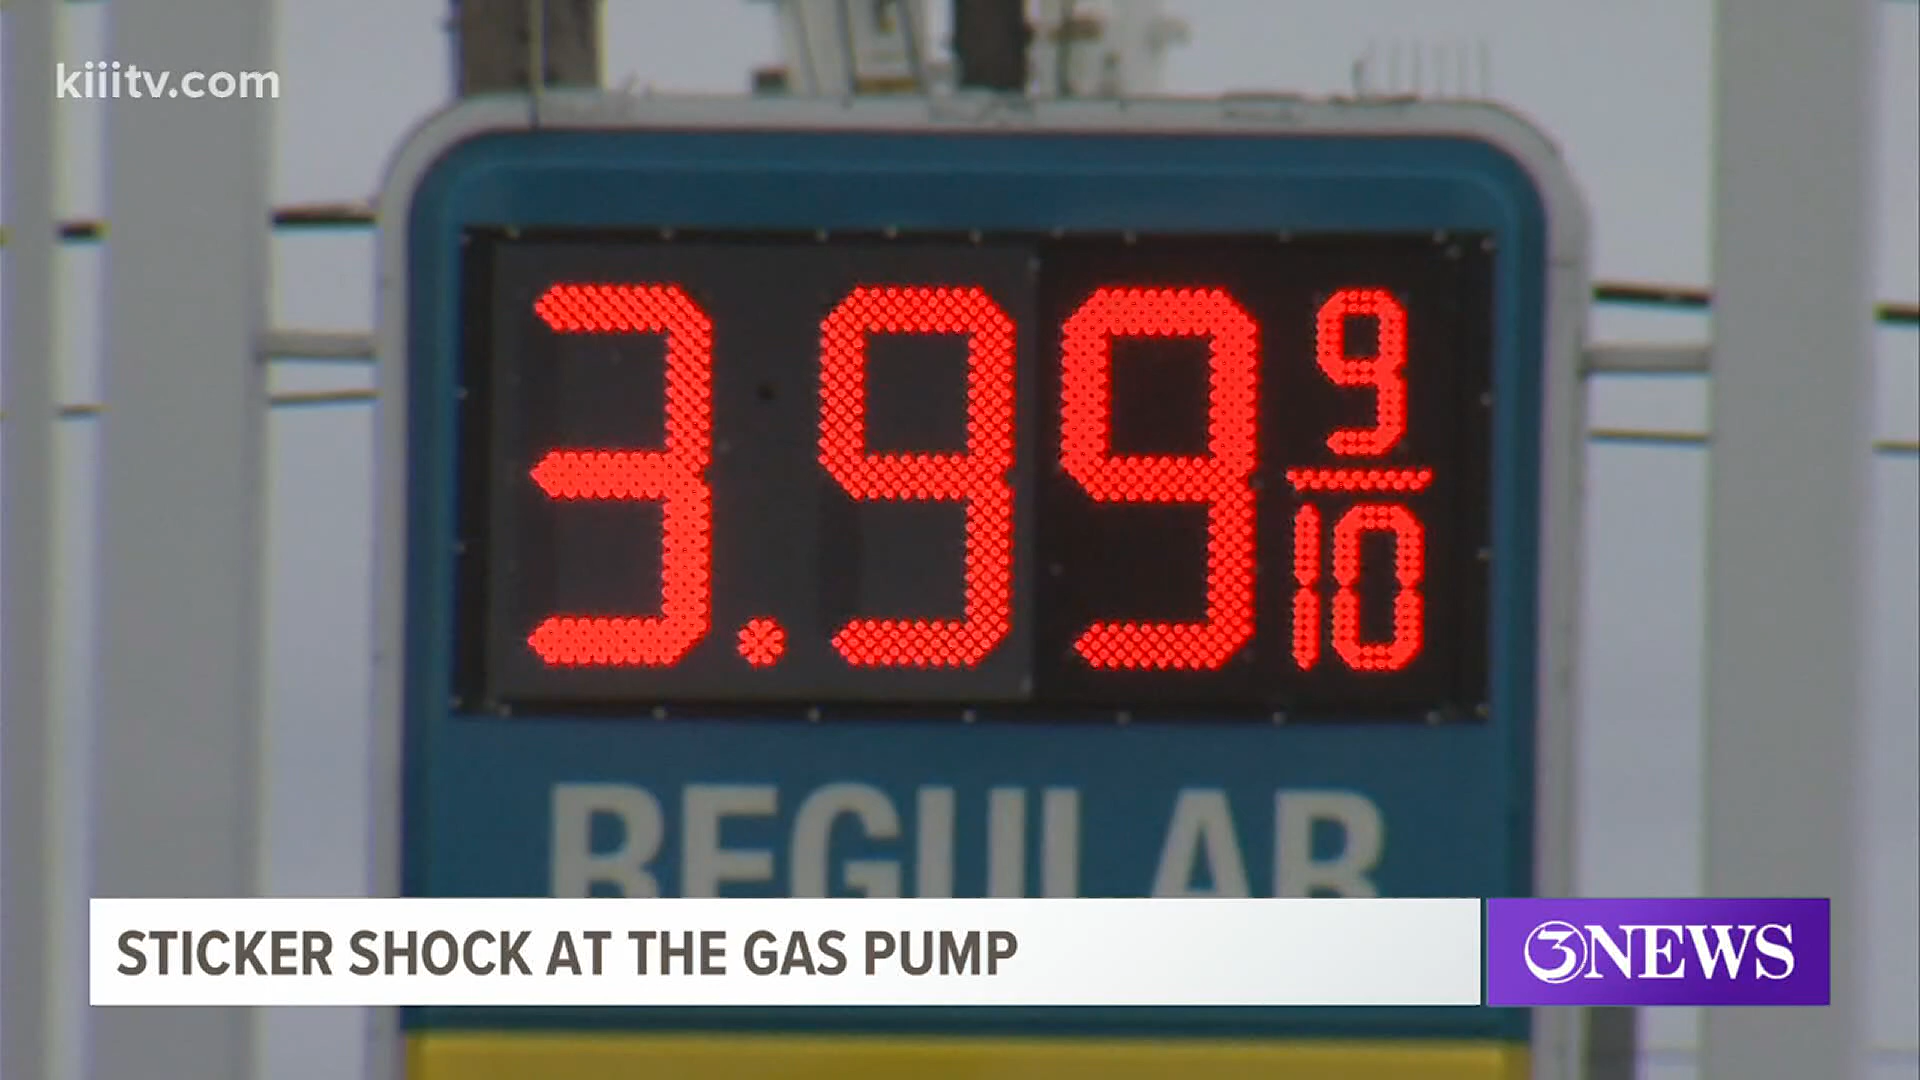 kiiitv.com
3.99 9/10
REGULAR
STICKER SHOCK AT THE GAS PUMP
3NEWS